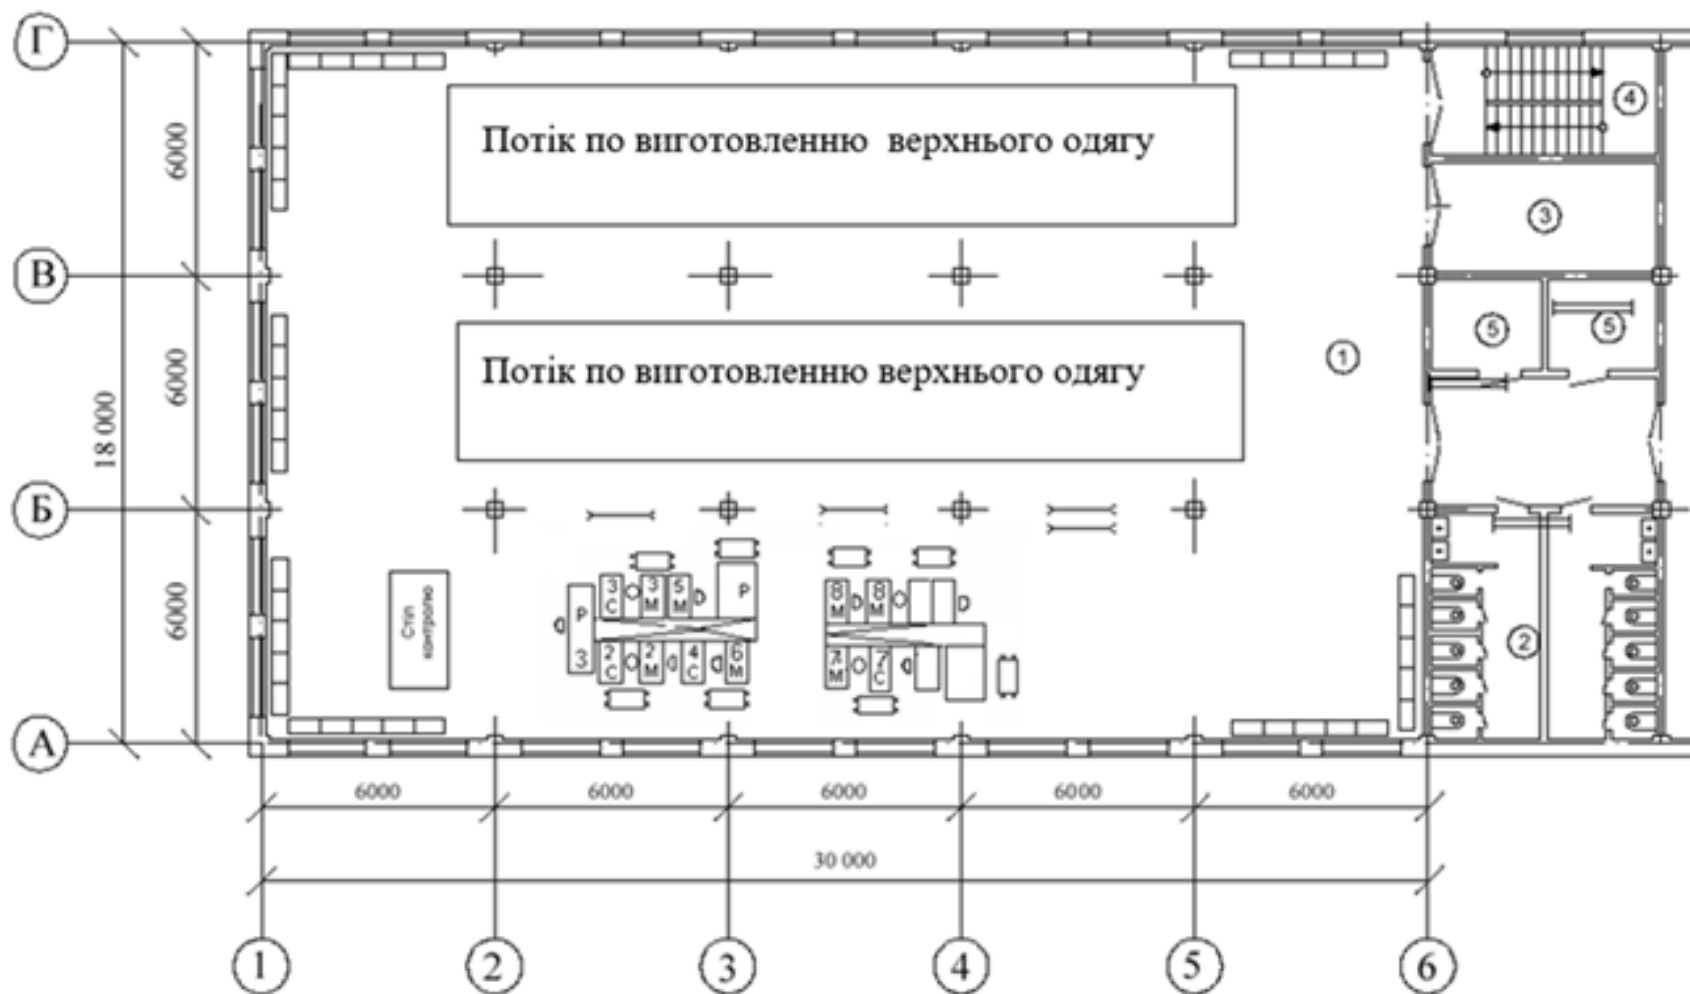 Г
4
Потік по виготовленню верхнього одягу
6000
3
В
5
5
1
Потік по виготовленню верхнього одягу
6000
18 000
Б
3 С
3 М
5 М
Р
8 М
8 М
Р 3
Стіл контролю
6000
2 С
2 М
4 С
6 М
7 М
7 С
2
А
6000
6000
6000
6000
6000
30 000
1
2
3
4
5
6